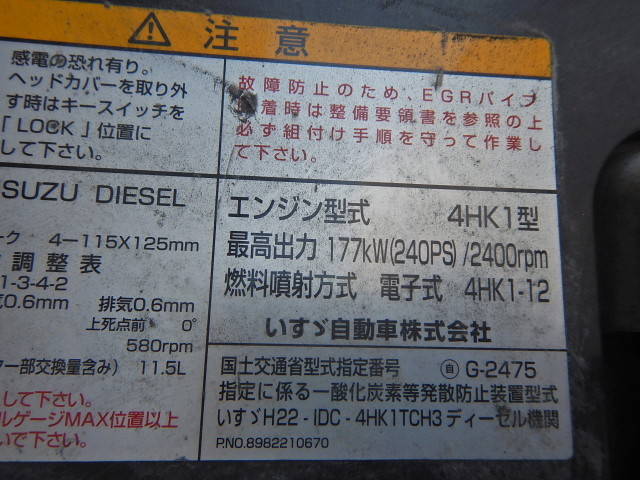 注意
感電の恐れ有り。
ヘッドカバーを取り外
す時はキースイッチを
「LOCK」位置に
して下さい。
故障防止のため、EGRパイプ
着時は整備要領書を参照の上
必ず組付け手順を守って作業し
て下さい。
SUZU DIESEL
ーク 4-115X125mm
調整表
1-3-4-2
気0.6mm 排気0.6mm
上死点前 0°
580rpm
ター部交換量含み) 11.5L
して下さい。
ルゲージMAX位置以上
いで下さい。
エンジン型式 4HK1型
最高出力 177kW(240PS)/2400rpm
燃料噴射方式 電子式 4HK1-12
いすゞ自動車株式会社
国土交通省型式指定番号 自 G-2475
指定に係る一酸化炭素等発散防止装置型式
いすゞH22-IDC-4HK1TCH3ディーゼル機関
P.NO.8982210670